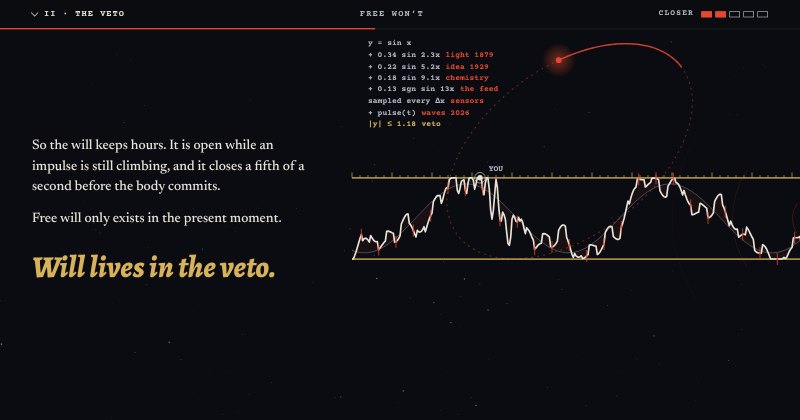 II · THE VETO
FREE WON'T
CLOSER
y = sin x
+ 0.34 sin 2.3x light 1879
+ 0.22 sin 5.2x idea 1929
+ 0.18 sin 9.1x chemistry
+ 0.13 sgn sin 13x the feed
sampled every Δx sensors
+ pulse(t) waves 2026
|y| ≤ 1.18 veto
So the will keeps hours. It is open while an
impulse is still climbing, and it closes a fifth of a
second before the body commits.
Free will only exists in the present moment.
Will lives in the veto.
YOU